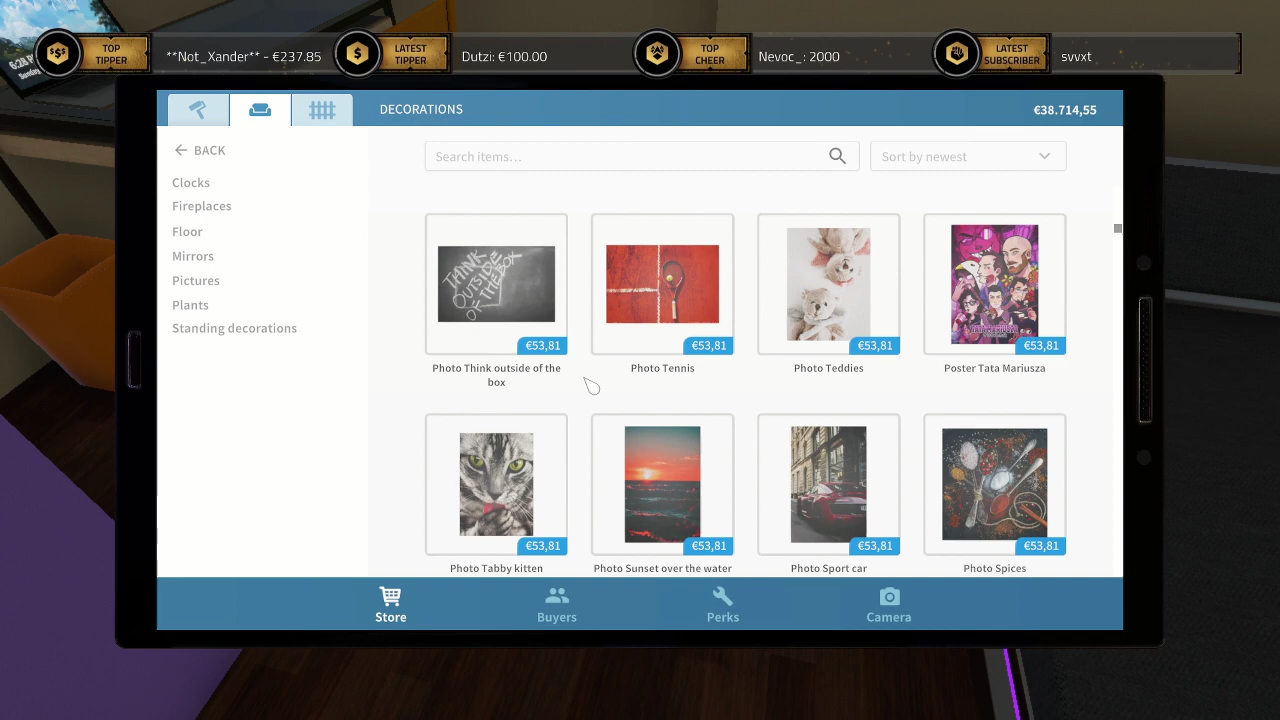 TOP
TIPPER
**Not_Xander** - €237.85
LATEST
TIPPER
Dutzi: €100.00
TOP
CHEER
Nevoc_: 2000
LATEST
SUBSCRIBER
svvxt
DECORATIONS
€38.714,55
BACK
Search items...
Sort by newest
Clocks
Fireplaces
Floor
Mirrors
Pictures
Plants
Standing decorations
THINK
OUTSIDE
OF THE BOX
€53,81
€53,81
€53,81
€53,81
Photo Think outside of the
box
Photo Tennis
Photo Teddies
Poster Tata Mariusza
€53,81
€53,81
€53,81
€53,81
Photo Tabby kitten
Photo Sunset over the water
Photo Sport car
Photo Spices
Store
Buyers
Perks
Camera